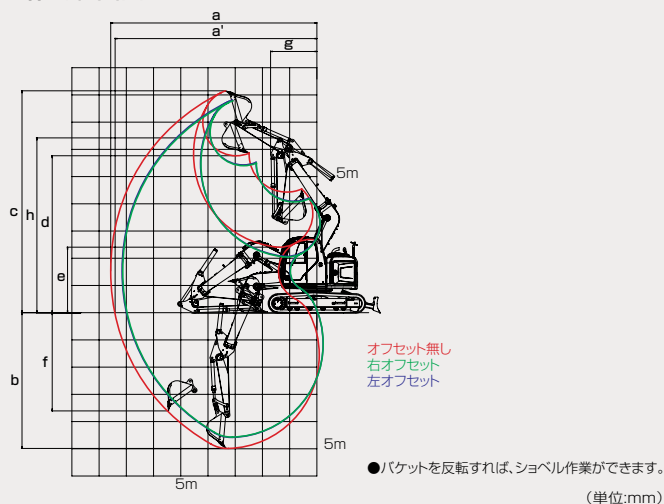 a
a'
g
c
h
d
5m
e
オフセット無し
右オフセット
左オフセット
f
b
5m
5m
●バケットを反転すれば、ショベル作業ができます。
(単位:mm)